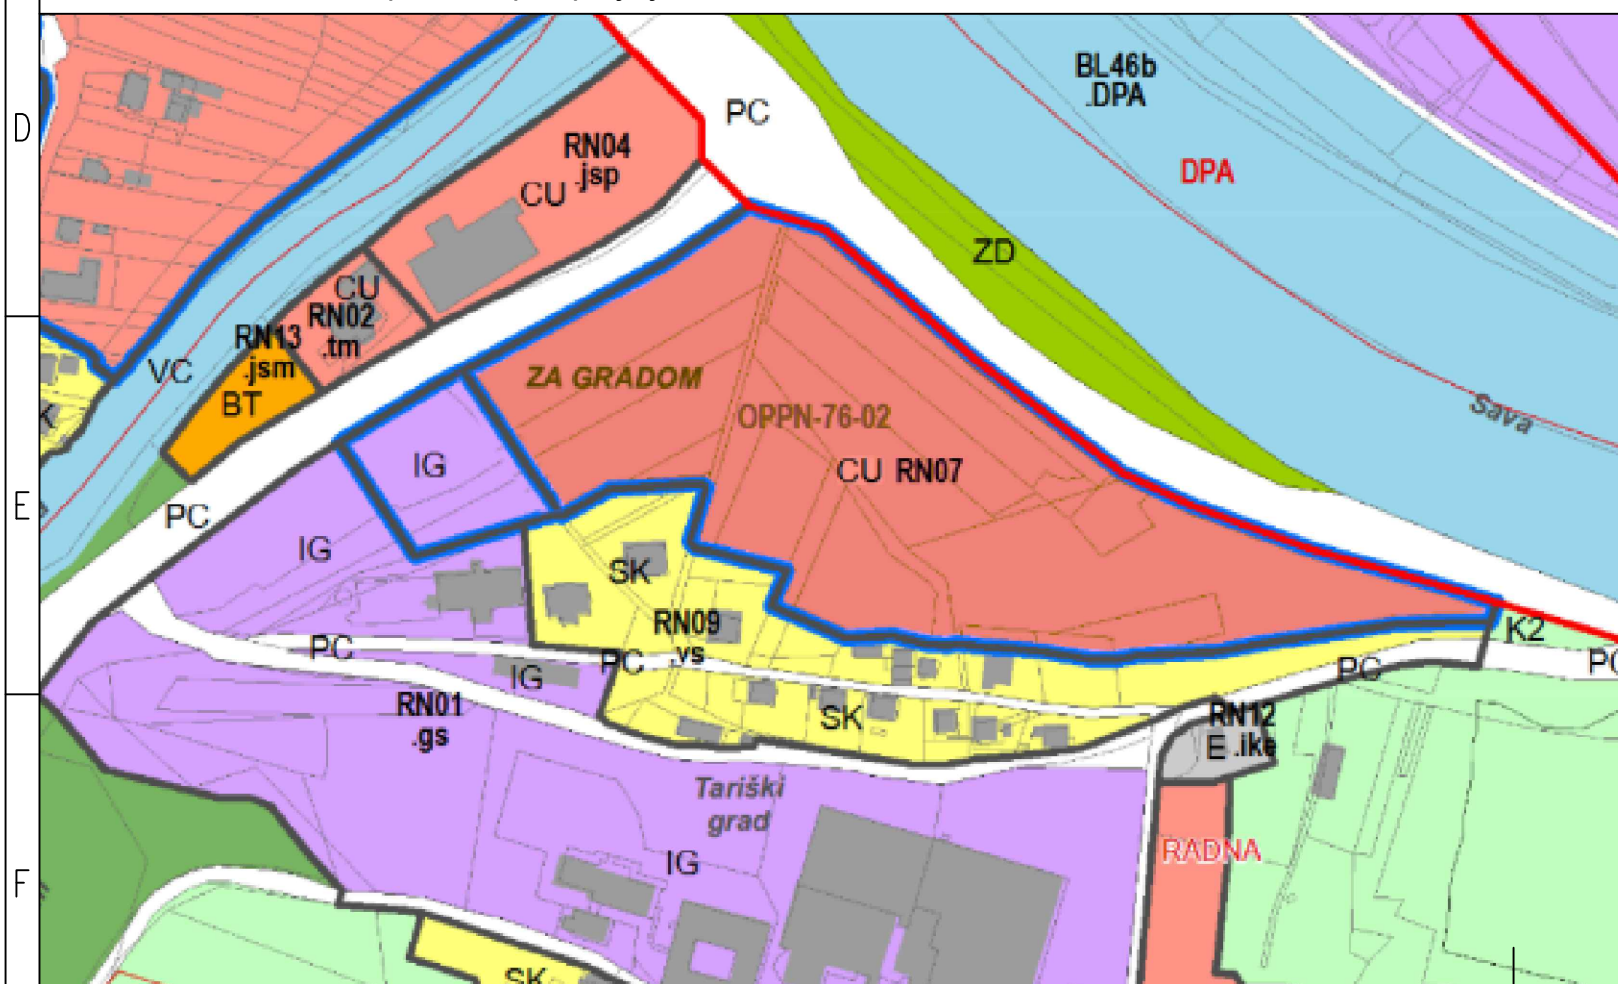 D
BL46b
.DPA
PC
RN04
.jsp
CU
DPA
ZD
CU
RN02
.tm
RN13
.jsm
VC
BT
ZA GRADOM
OPPN-76-02
Sava
K
IG
CU RN07
E
PC
IG
SK
RN09
.vs
K2
PC
PC
IG
PC
PC
RN01
.gs
SK
RN12
E .ike
Tariški
grad
RADNA
IG
F
SK